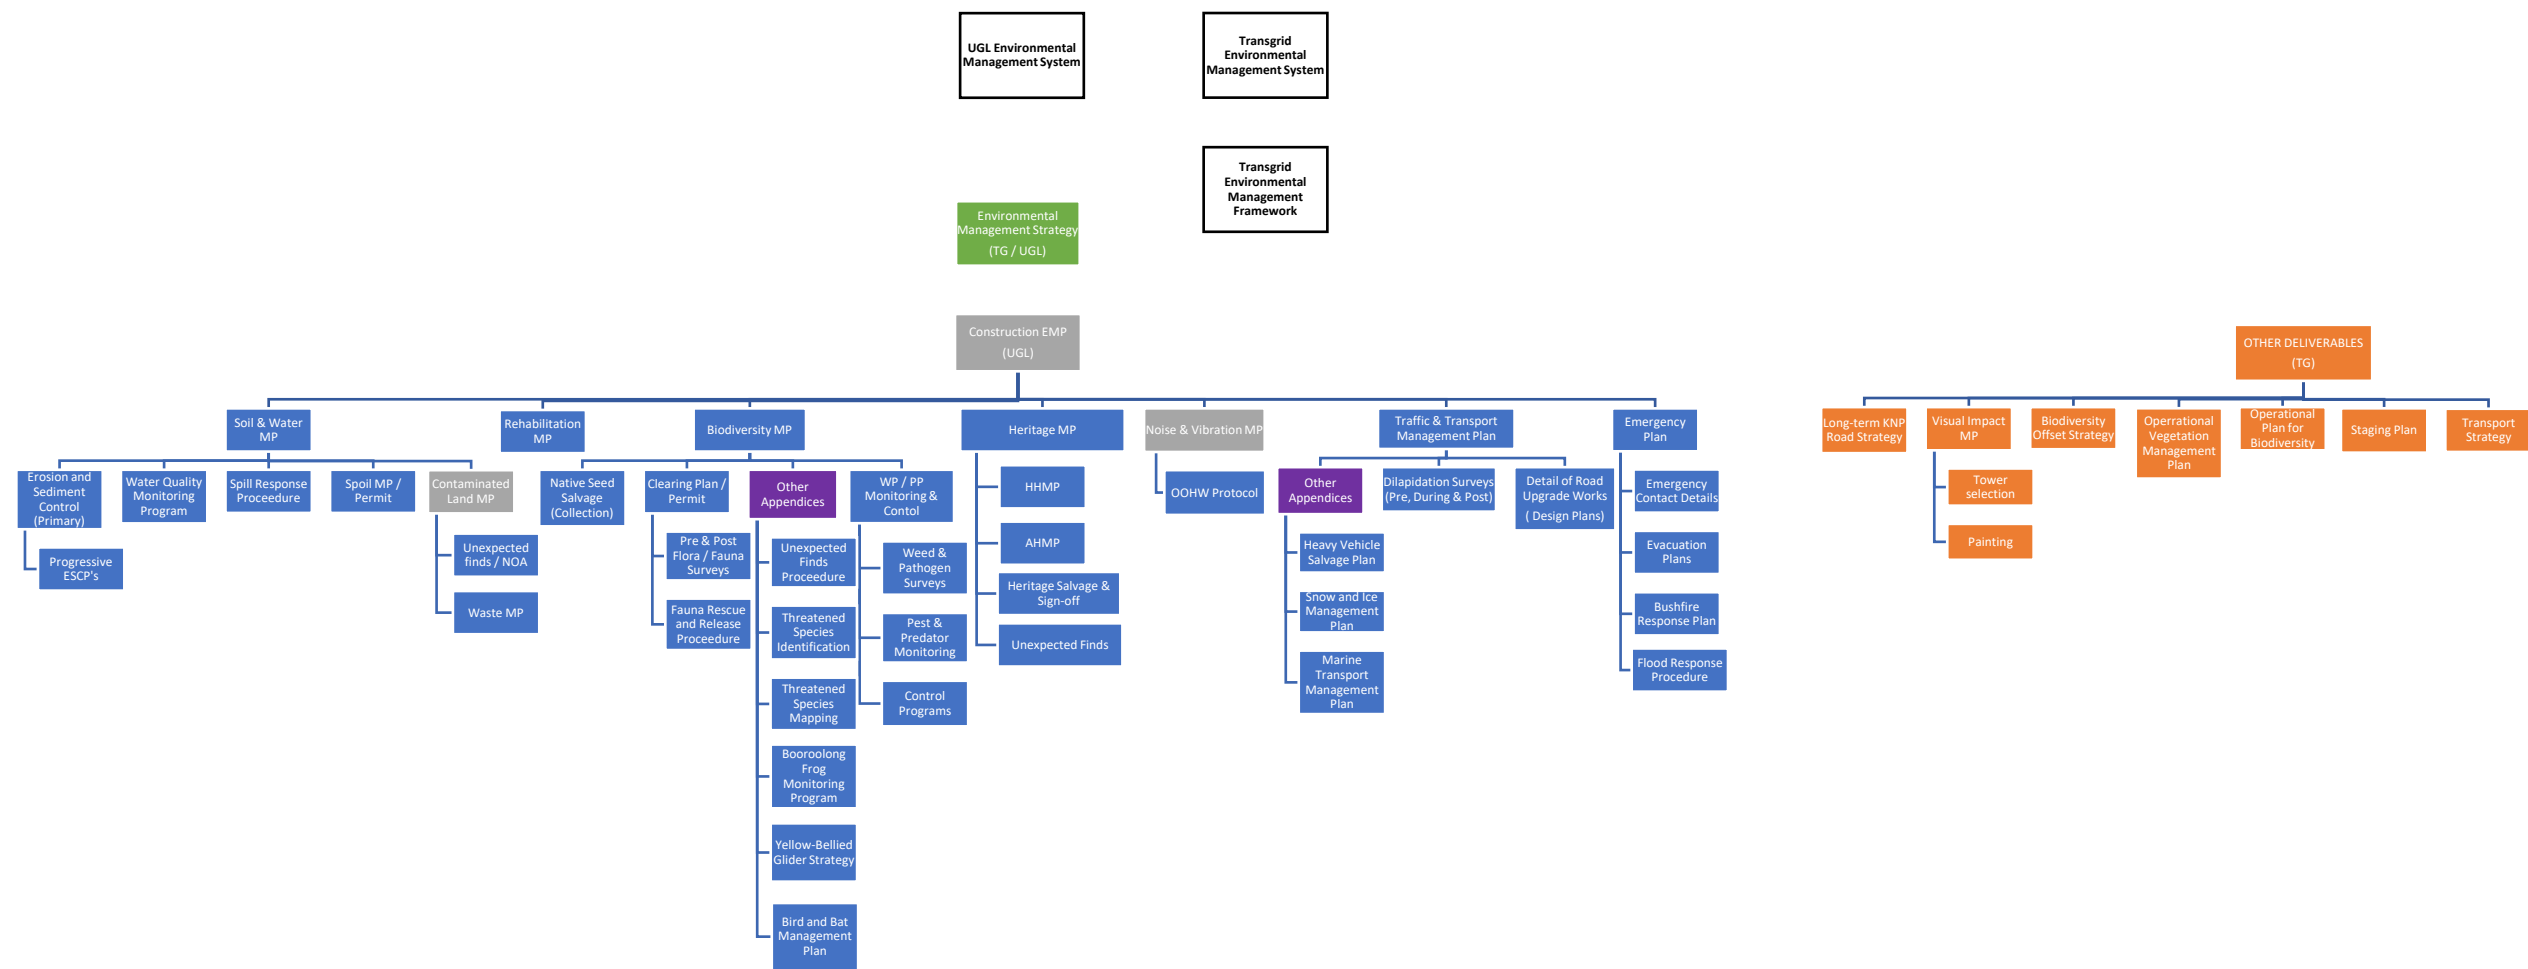 UGL Environmental
Management System
Transgrid
Environmental
Management System
Transgrid
Environmental
Management
Framework
Environmental
Management Strategy
(TG / UGL)
Construction EMP
(UGL)
OTHER DELIVERABLES
(TG)
Soil & Water
MP
Rehabilitation
MP
Biodiversity MP
Heritage MP
Noise & Vibration MP
Traffic & Transport
Management Plan
Emergency
Plan
Long-term KNP
Road Strategy
Visual Impact
MP
Biodiversity
Offset Strategy
Operrational
Vegetation
Management
Plan
Operational
Plan for
Biodiversity
Staging Plan
Transport
Strategy
Erosion and
Sediment
Control
(Primary)
Water Quality
Monitoring
Program
Spill Response
Proceedure
Spoil MP /
Permit
Contaminated
Land MP
Native Seed
Salvage
(Collection)
Clearing Plan /
Permit
Other
Appendices
WP / PP
Monitoring &
Contol
HHMP
OOHW Protocol
Other
Appendices
Dilapidation Surveys
(Pre, During & Post)
Detail of Road
Upgrade Works
( Design Plans)
Emergency
Contact Details
Tower
selection
Progressive
ESCP's
Unexpected
finds / NOA
Waste MP
Pre & Post
Flora / Fauna
Surveys
Fauna Rescue
and Release
Proceedure
Unexpected
Finds
Proceedure
Threatened
Species
Identification
Threatened
Species
Mapping
Booroolong
Frog
Monitoring
Program
Yellow-Bellied
Glider Strategy
Bird and Bat
Management
Plan
Weed &
Pathogen
Surveys
Pest &
Predator
Monitoring
Control
Programs
AHMP
Heritage Salvage &
Sign-off
Unexpected Finds
Heavy Vehicle
Salvage Plan
Snow and Ice
Management
Plan
Marine
Transport
Management
Plan
Evacuation
Plans
Bushfire
Response Plan
Flood Response
Procedure
Painting